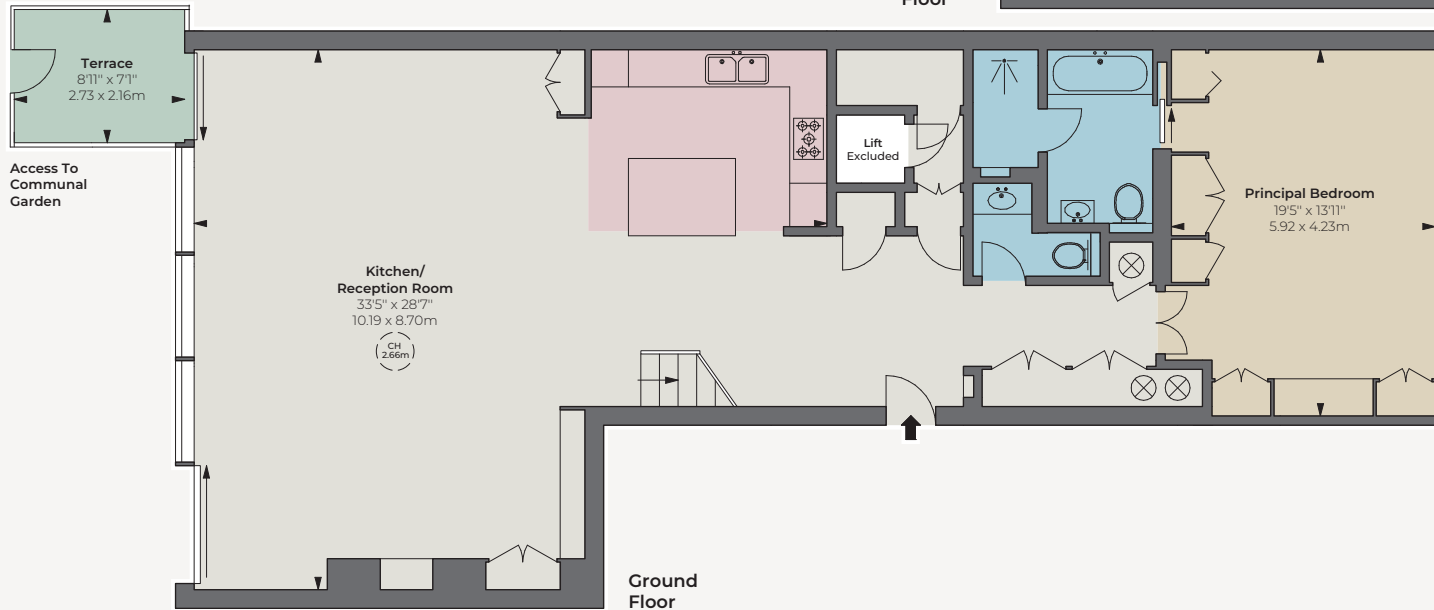 Floor
Terrace
8'11" x 7'1"
2.73 x 2.16m
Access To
Communal
Garden
Lift
Excluded
Principal Bedroom
19'5" x 13'11"
5.92 x 4.23m
Kitchen/
Reception Room
33'5" x 28'7"
10.19 x 8.70m
CH
2.66m
Ground
Floor